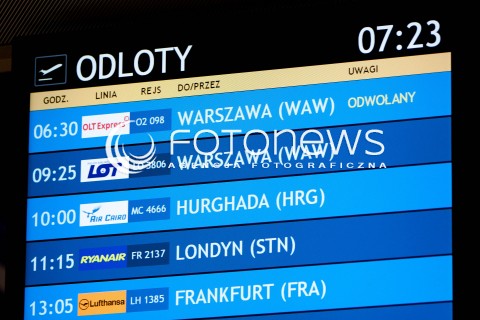 ODLOTY 07:23
GODZ. LINIA REJS DO/PRZEZ UWAGI
06:30 OLT Express O2 098 WARSZAWA (WAW) ODWOLANY
FOTONEWS
AGENCJA FOTOGRAFICZNA
09:25 LOT 3806 WARSZAWA (WAW)
10:00 AIR CAIRO MC 4666 HURGHADA (HRG)
11:15 RYANAIR FR 2137 LONDYN (STN)
13:05 Lufthansa LH 1385 FRANKFURT (FRA)